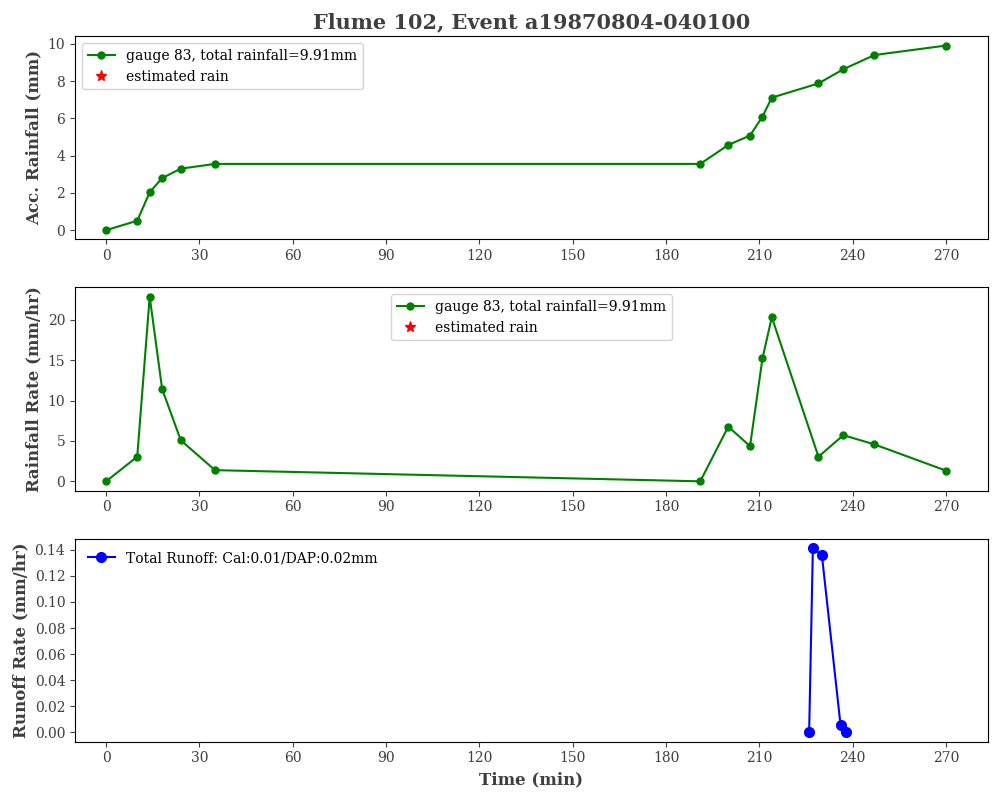 Flume 102, Event a19870804-040100
Acc. Rainfall (mm)
10
8
6
4
2
0
gauge 83, total rainfall=9.91mm
estimated rain
0 30 60 90 120 150 180 210 240 270
Rainfall Rate (mm/hr)
20
15
10
5
0
gauge 83, total rainfall=9.91mm
estimated rain
0 30 60 90 120 150 180 210 240 270
Runoff Rate (mm/hr)
0.14
0.12
0.10
0.08
0.06
0.04
0.02
0.00
Total Runoff: Cal:0.01/DAP:0.02mm
0 30 60 90 120 150 180 210 240 270
Time (min)